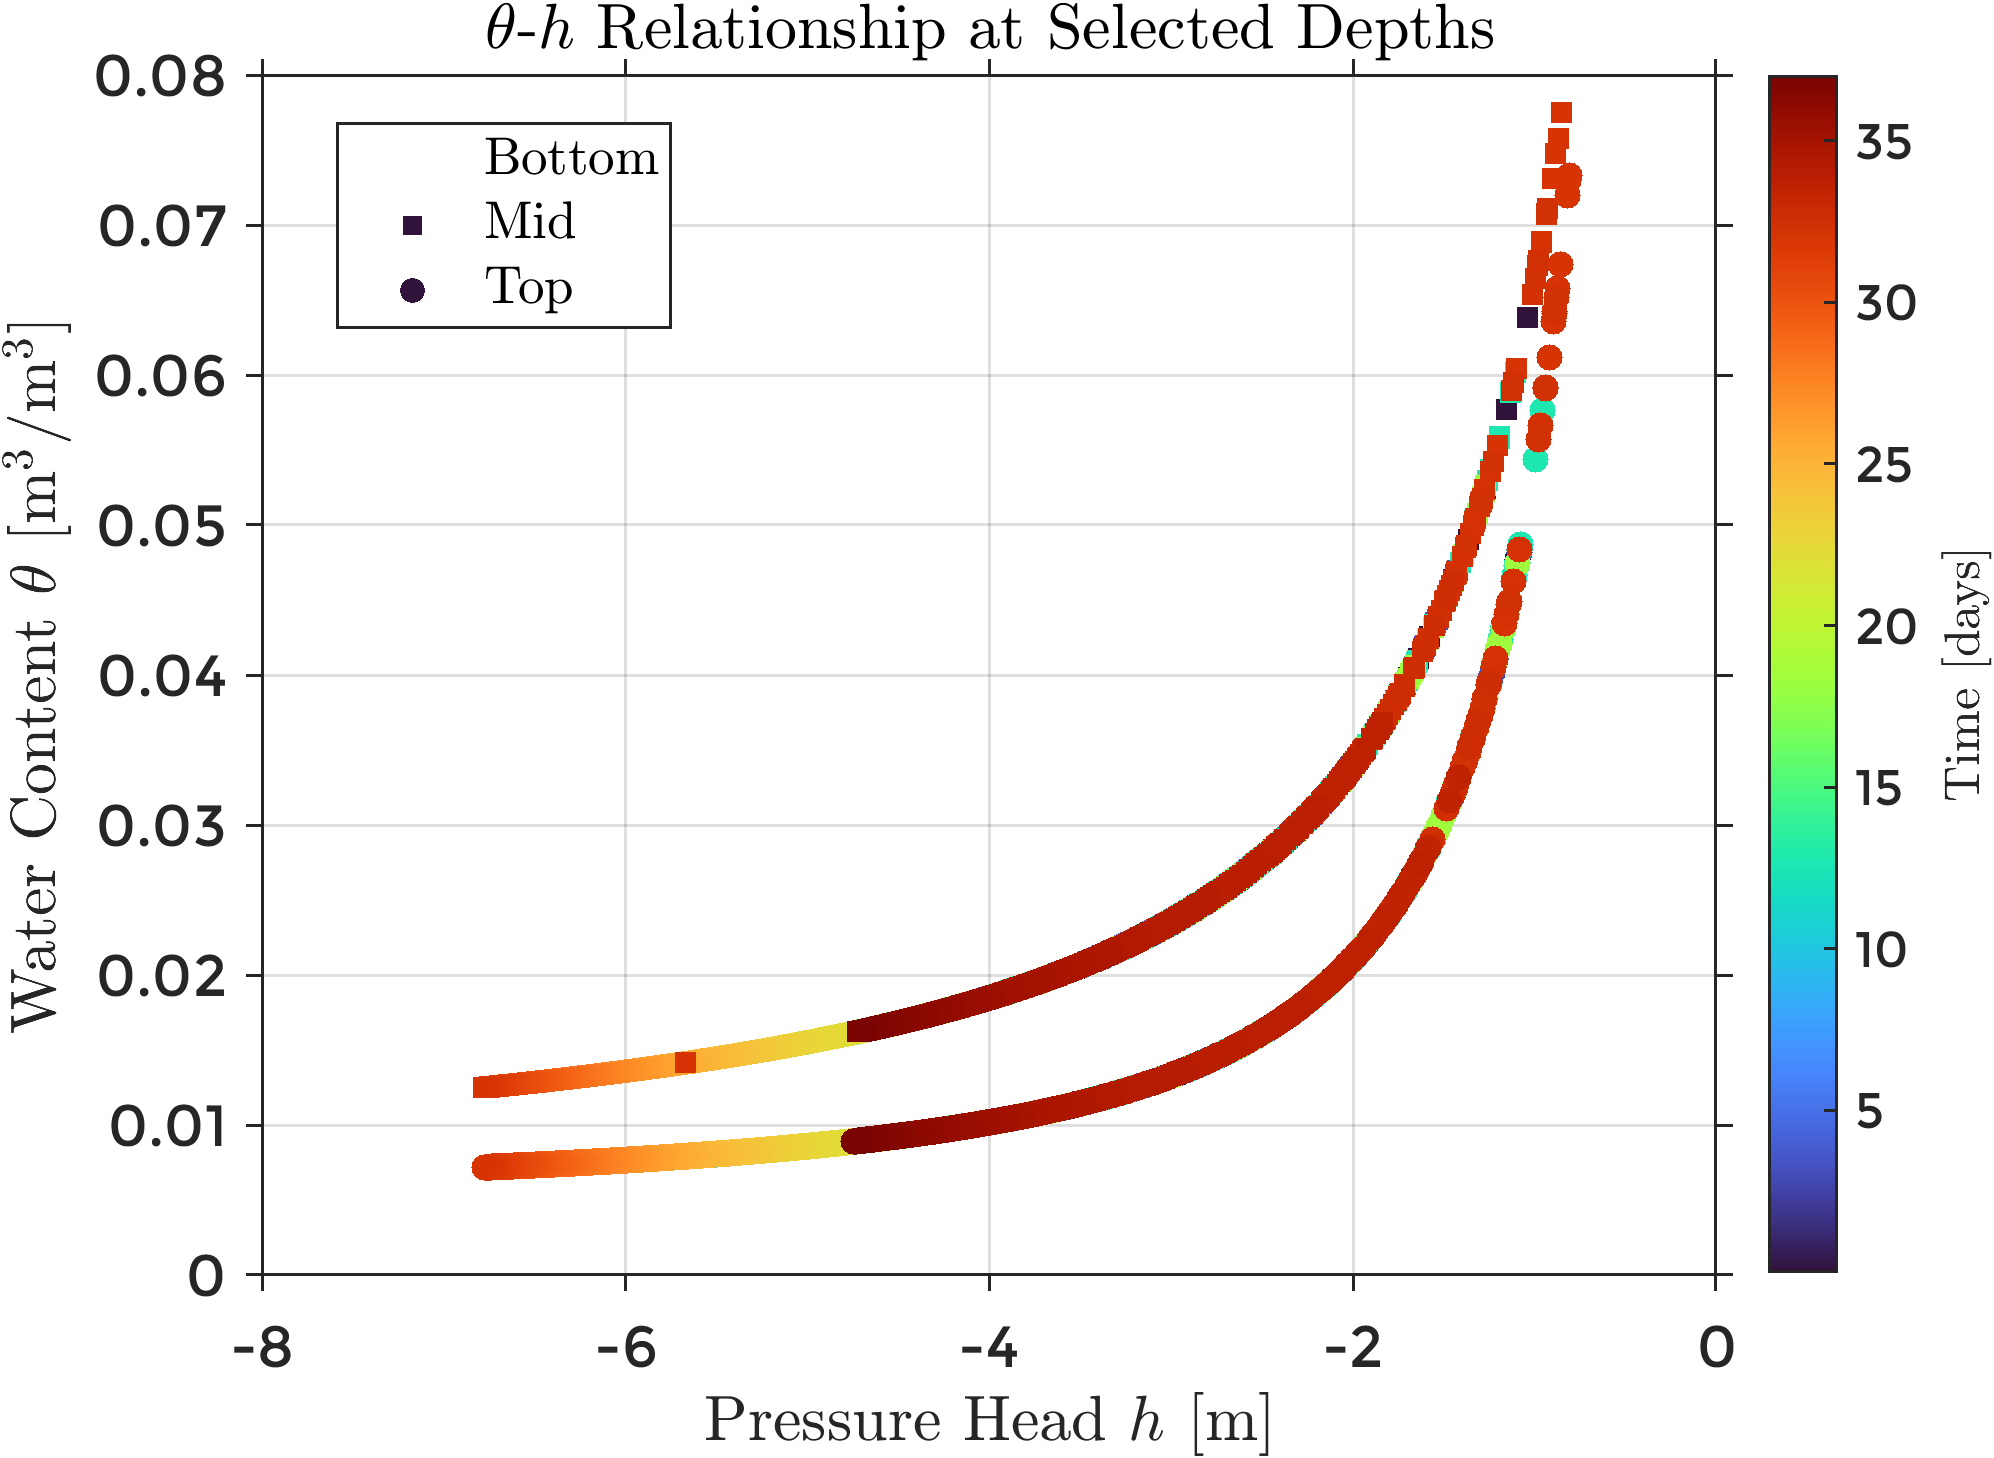 θ-h Relationship at Selected Depths
0.08
0.07
0.06
0.05
0.04
0.03
0.02
0.01
0
Water Content θ [m³/m³]
Bottom
Mid
Top
-8 -6 -4 -2 0
Pressure Head h [m]
35
30
25
20
15
10
5
Time [days]